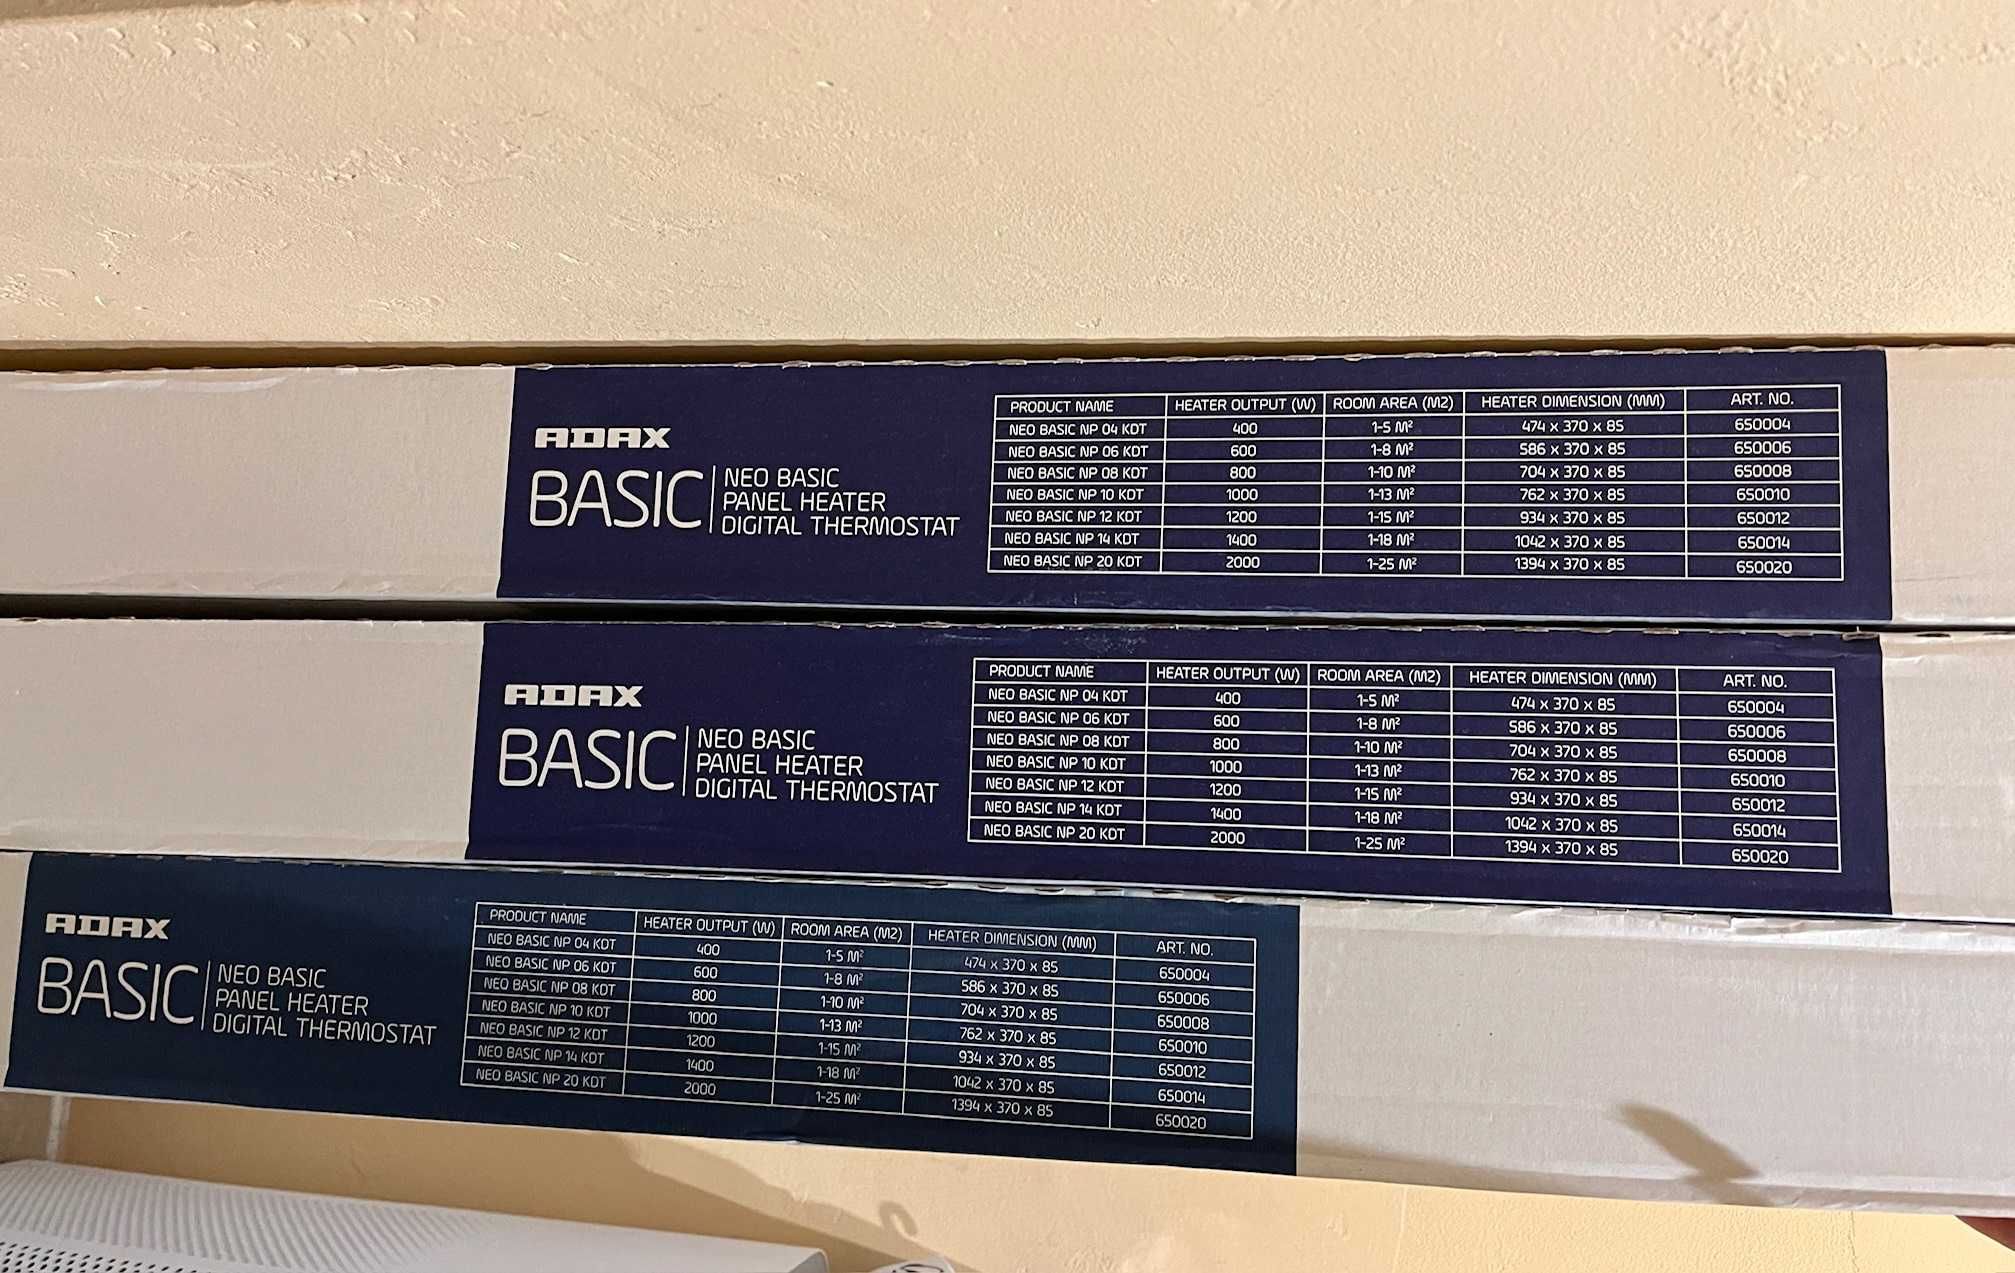 ADAX
BASIC
NEO BASIC
PANEL HEATER
DIGITAL THERMOSTAT
PRODUCT NAME HEATER OUTPUT (W) ROOM AREA (M2) HEATER DIMENSION (MM) ART. NO.
NEO BASIC NP 04 KDT 400 1-5 M² 474 x 370 x 85 650004
NEO BASIC NP 06 KDT 600 1-8 M² 586 x 370 x 85 650006
NEO BASIC NP 08 KDT 800 1-10 M² 704 x 370 x 85 650008
NEO BASIC NP 10 KDT 1000 1-13 M² 762 x 370 x 85 650010
NEO BASIC NP 12 KDT 1200 1-15 M² 934 x 370 x 85 650012
NEO BASIC NP 14 KDT 1400 1-18 M² 1042 x 370 x 85 650014
NEO BASIC NP 20 KDT 2000 1-25 M² 1394 x 370 x 85 650020
ADAX
BASIC
NEO BASIC
PANEL HEATER
DIGITAL THERMOSTAT
PRODUCT NAME HEATER OUTPUT (W) ROOM AREA (M2) HEATER DIMENSION (MM) ART. NO.
NEO BASIC NP 04 KDT 400 1-5 M² 474 x 370 x 85 650004
NEO BASIC NP 06 KDT 600 1-8 M² 586 x 370 x 85 650006
NEO BASIC NP 08 KDT 800 1-10 M² 704 x 370 x 85 650008
NEO BASIC NP 10 KDT 1000 1-13 M² 762 x 370 x 85 650010
NEO BASIC NP 12 KDT 1200 1-15 M² 934 x 370 x 85 650012
NEO BASIC NP 14 KDT 1400 1-18 M² 1042 x 370 x 85 650014
NEO BASIC NP 20 KDT 2000 1-25 M² 1394 x 370 x 85 650020
ADAX
BASIC
NEO BASIC
PANEL HEATER
DIGITAL THERMOSTAT
PRODUCT NAME HEATER OUTPUT (W) ROOM AREA (M2) HEATER DIMENSION (MM) ART. NO.
NEO BASIC NP 04 KDT 400 1-5 M² 474 x 370 x 85 650004
NEO BASIC NP 06 KDT 600 1-8 M² 586 x 370 x 85 650006
NEO BASIC NP 08 KDT 800 1-10 M² 704 x 370 x 85 650008
NEO BASIC NP 10 KDT 1000 1-13 M² 762 x 370 x 85 650010
NEO BASIC NP 12 KDT 1200 1-15 M² 934 x 370 x 85 650012
NEO BASIC NP 14 KDT 1400 1-18 M² 1042 x 370 x 85 650014
NEO BASIC NP 20 KDT 2000 1-25 M² 1394 x 370 x 85 650020